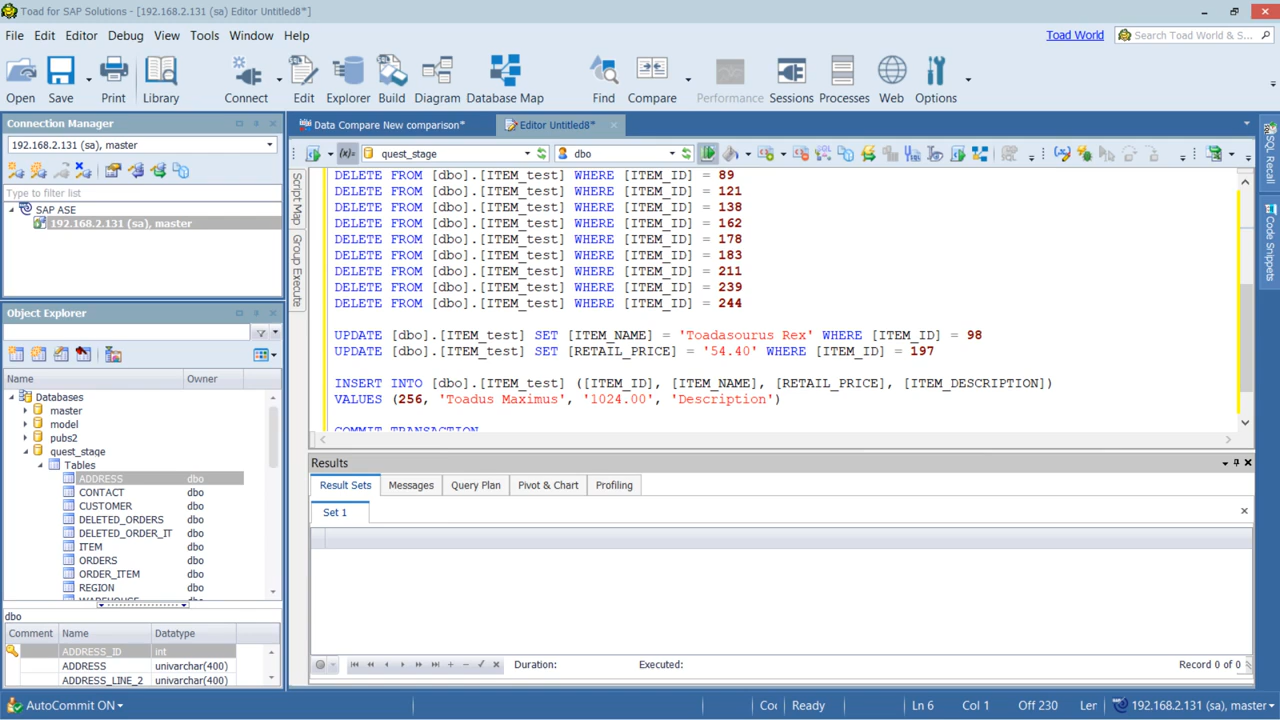 Toad for SAP Solutions - [192.168.2.131 (sa) Editor Untitled8*]
File Edit Editor Debug View Tools Window Help
Toad World
Search Toad World & S...
Open Save Print Library Connect Edit Explorer Build Diagram Database Map Find Compare Performance Sessions Processes Web Options
Connection Manager
192.168.2.131 (sa), master
Type to filter list
SAP ASE
192.168.2.131 (sa), master
Object Explorer
Name Owner
Databases
master
model
pubs2
quest_stage
Tables
ADDRESS dbo
CONTACT dbo
CUSTOMER dbo
DELETED_ORDERS dbo
DELETED_ORDER_IT dbo
ITEM dbo
ORDERS dbo
ORDER_ITEM dbo
REGION dbo
WAREHOUSE dbo
dbo
Comment Name Datatype
ADDRESS_ID int
ADDRESS univarchar(400)
ADDRESS_LINE_2 univarchar(400)
Data Compare New comparison*
Editor Untitled8*
quest_stage
dbo
Script Map
Group Execute
DELETE FROM [dbo].[ITEM_test] WHERE [ITEM_ID] = 89
DELETE FROM [dbo].[ITEM_test] WHERE [ITEM_ID] = 121
DELETE FROM [dbo].[ITEM_test] WHERE [ITEM_ID] = 138
DELETE FROM [dbo].[ITEM_test] WHERE [ITEM_ID] = 162
DELETE FROM [dbo].[ITEM_test] WHERE [ITEM_ID] = 178
DELETE FROM [dbo].[ITEM_test] WHERE [ITEM_ID] = 183
DELETE FROM [dbo].[ITEM_test] WHERE [ITEM_ID] = 211
DELETE FROM [dbo].[ITEM_test] WHERE [ITEM_ID] = 239
DELETE FROM [dbo].[ITEM_test] WHERE [ITEM_ID] = 244
UPDATE [dbo].[ITEM_test] SET [ITEM_NAME] = 'Toadasourus Rex' WHERE [ITEM_ID] = 98
UPDATE [dbo].[ITEM_test] SET [RETAIL_PRICE] = '54.40' WHERE [ITEM_ID] = 197
INSERT INTO [dbo].[ITEM_test] ([ITEM_ID], [ITEM_NAME], [RETAIL_PRICE], [ITEM_DESCRIPTION])
VALUES (256, 'Toadus Maximus', '1024.00', 'Description')
COMMIT TRANSACTION
Results
Result Sets Messages Query Plan Pivot & Chart Profiling
Set 1
Duration: Executed: Record 0 of 0
SQL Recall
Code Snippets
AutoCommit ON
Coc Ready Ln 6 Col 1 Off 230 Ler 192.168.2.131 (sa), master